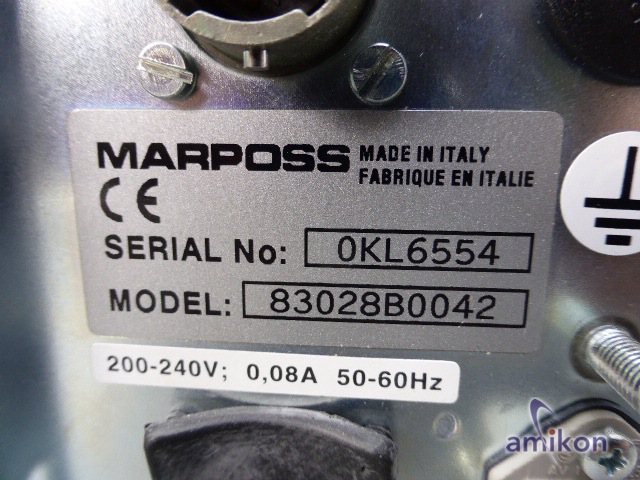 MARPOSS MADE IN ITALY
FABRIQUE EN ITALIE
CE
SERIAL No: 0KL6554
MODEL: 83028B0042
200-240V; 0,08A 50-60Hz
amikon